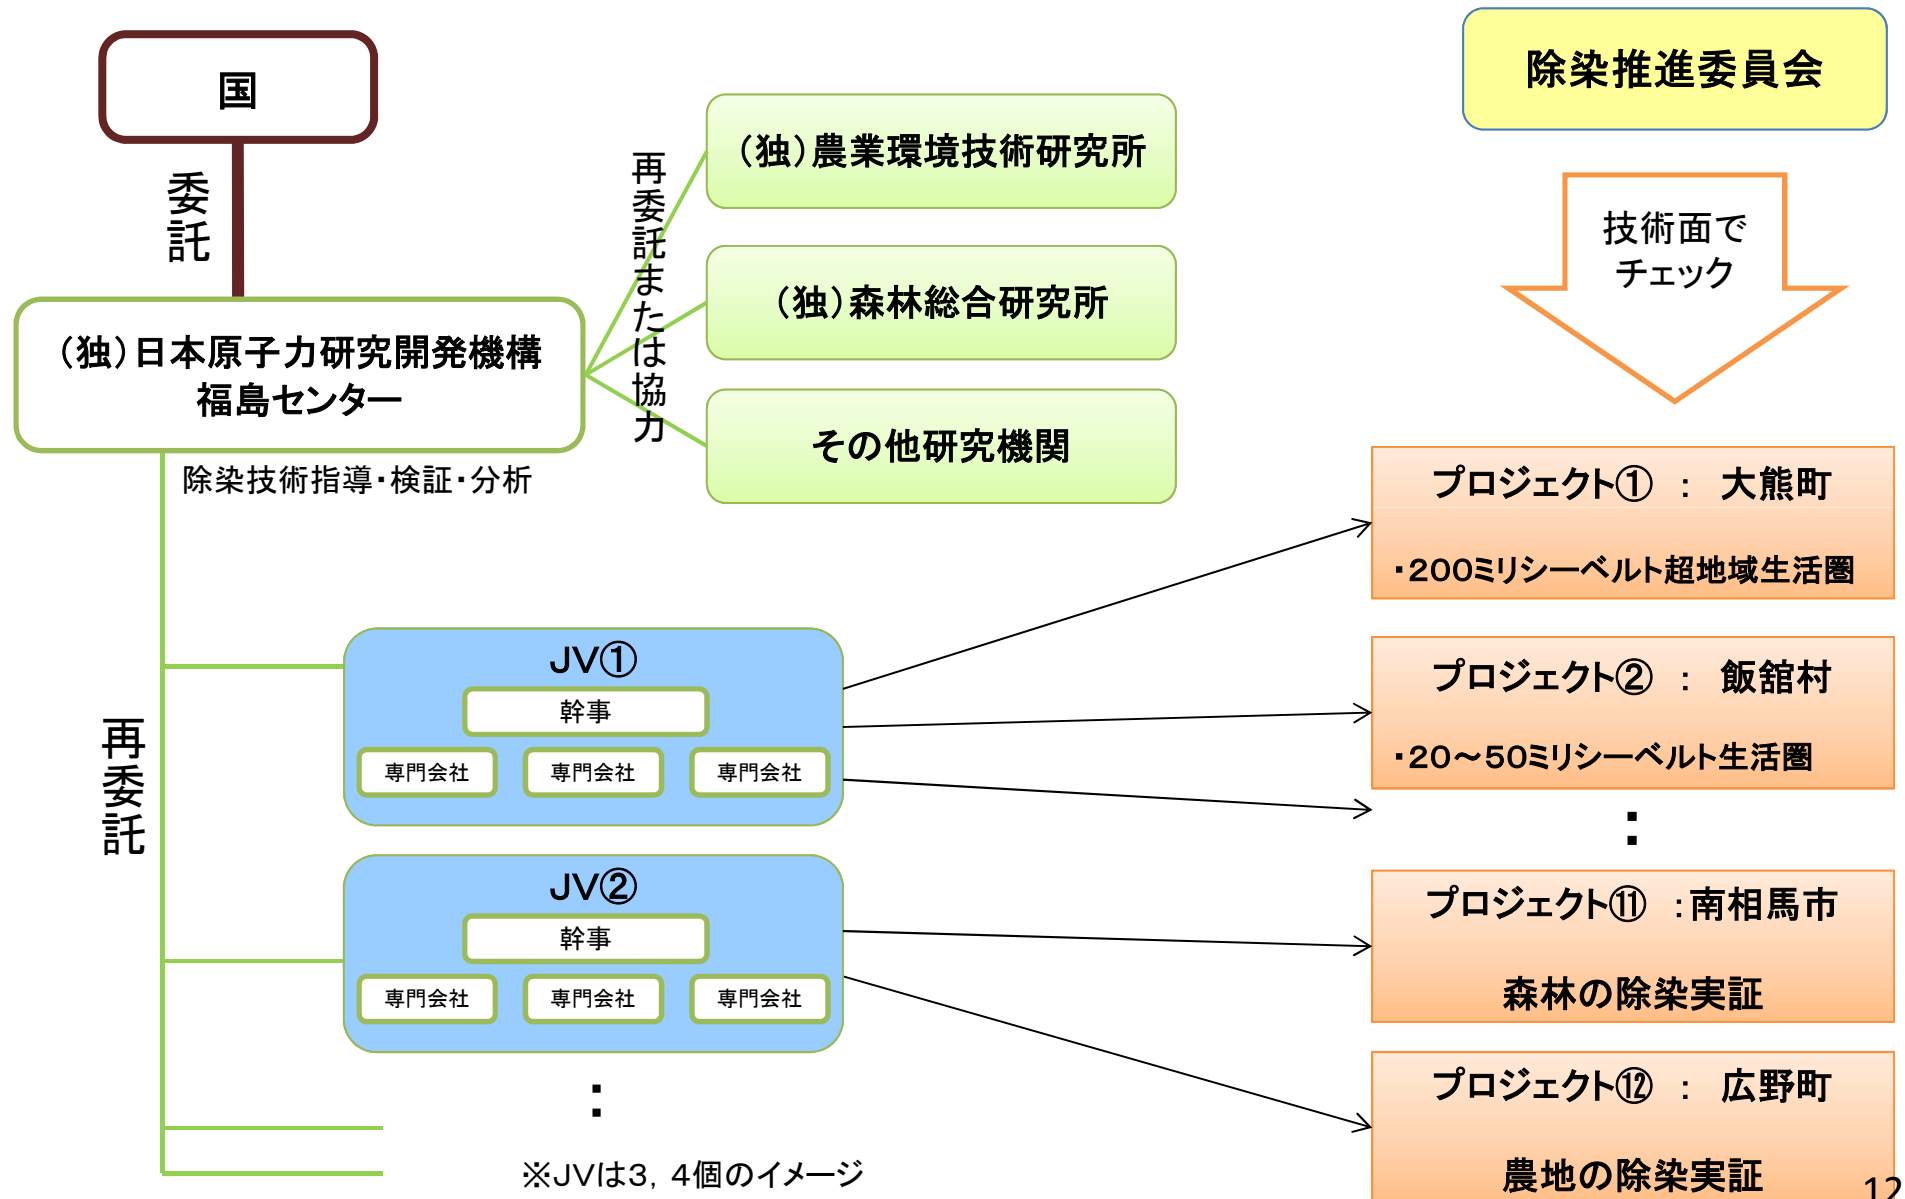 国
委託
(独)日本原子力研究開発機構
福島センター
除染技術指導・検証・分析
再委託または協力
(独)農業環境技術研究所
(独)森林総合研究所
その他研究機関
除染推進委員会
技術面で
チェック
再委託
JV①
幹事
専門会社
専門会社
専門会社
JV②
幹事
専門会社
専門会社
専門会社
:
※JVは3,4個のイメージ
プロジェクト① : 大熊町
・200ミリシーベルト超地域生活圏
プロジェクト② : 飯舘村
・20~50ミリシーベルト生活圏
:
プロジェクト⑪ :南相馬市
森林の除染実証
プロジェクト⑫ : 広野町
農地の除染実証
12